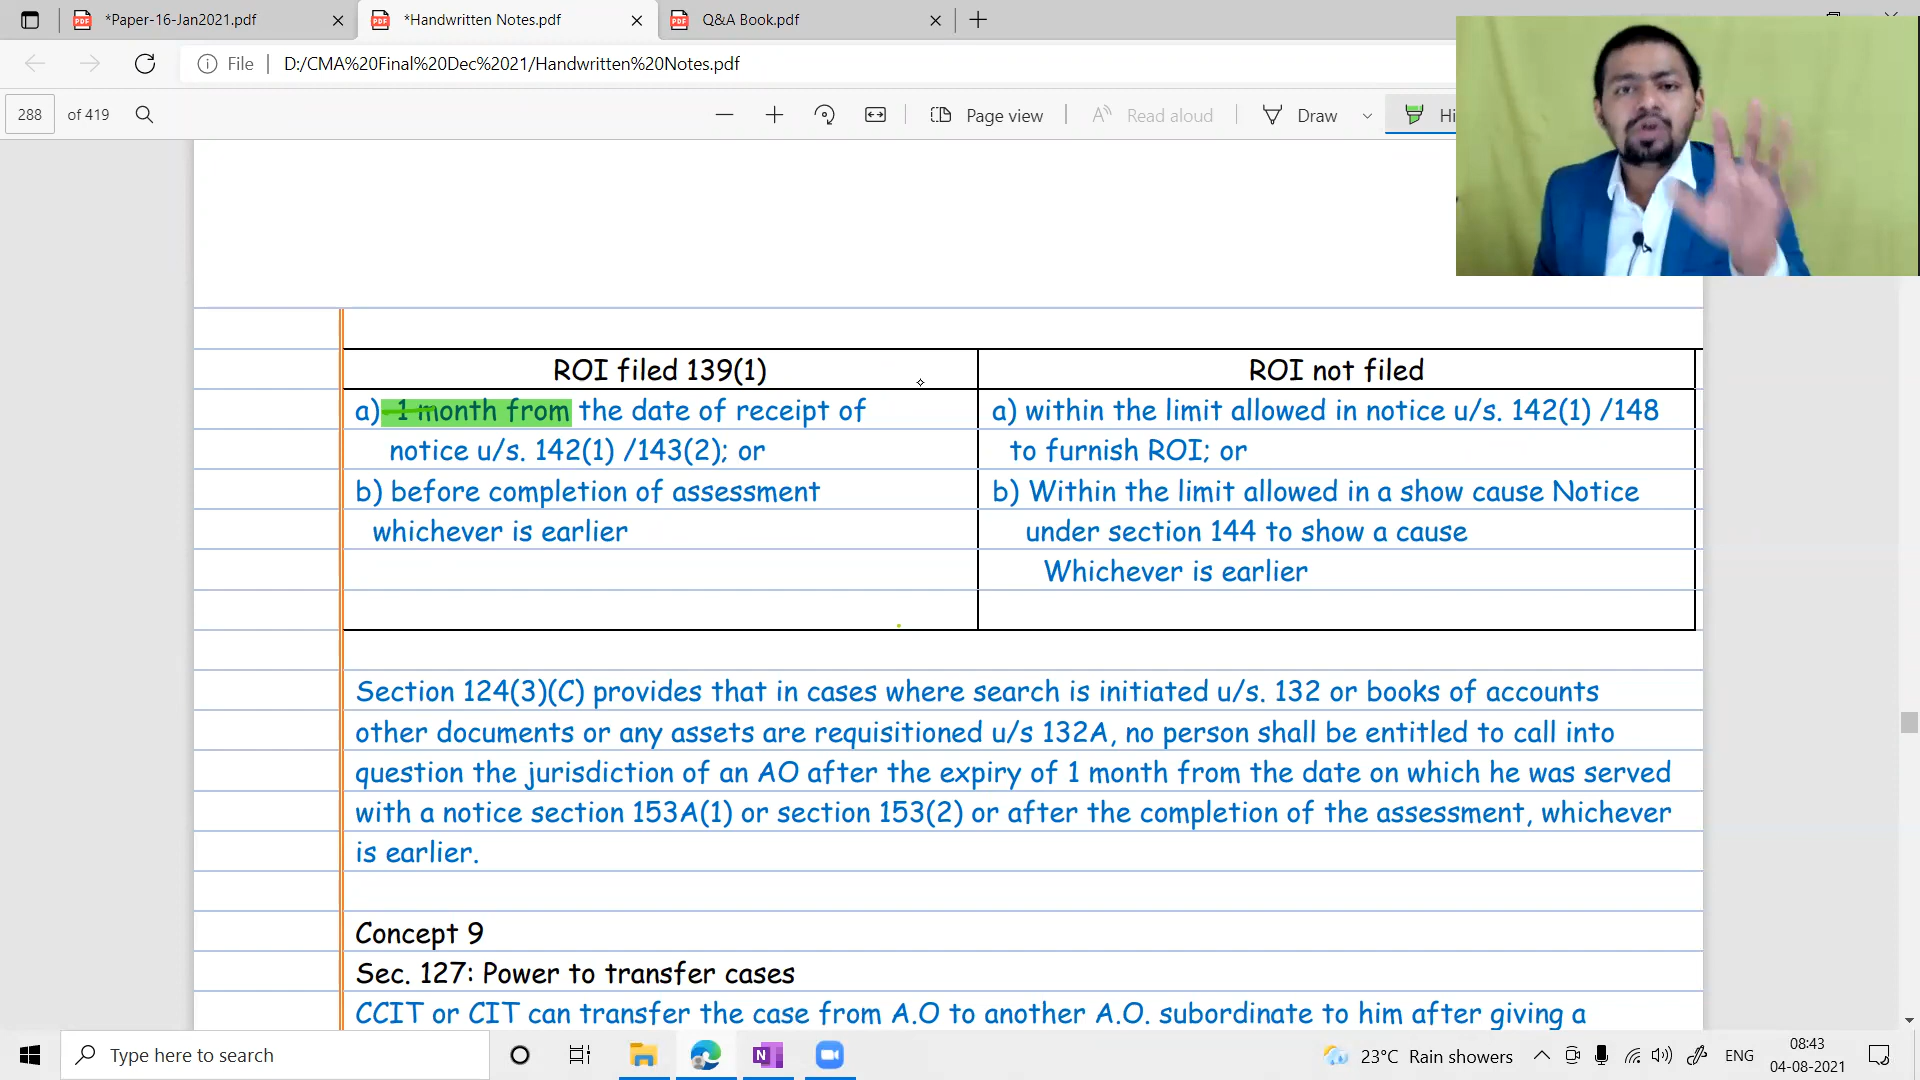 *Paper-16-Jan2021.pdf
*Handwritten Notes.pdf
Q&A Book.pdf
File
D:/CMA%20Final%20Dec%2021/Handwritten%20Notes.pdf
288 of 419
Page view
Read aloud
Draw
Hi
ROI filed 139(1)
ROI not filed
a) 1 month from the date of receipt of
notice u/s. 142(1) /143(2); or
b) before completion of assessment
whichever is earlier
a) within the limit allowed in notice u/s. 142(1) /148
to furnish ROI; or
b) Within the limit allowed in a show cause Notice
under section 144 to show a cause
Whichever is earlier
Section 124(3)(C) provides that in cases where search is initiated u/s. 132 or books of accounts
other documents or any assets are requisitioned u/s 132A, no person shall be entitled to call into
question the jurisdiction of an AO after the expiry of 1 month from the date on which he was served
with a notice section 153A(1) or section 153(2) or after the completion of the assessment, whichever
is earlier.
Concept 9
Sec. 127: Power to transfer cases
CCIT or CIT can transfer the case from A.O to another A.O. subordinate to him after giving a
Type here to search
23°C Rain showers
ENG
08:43
04-08-2021